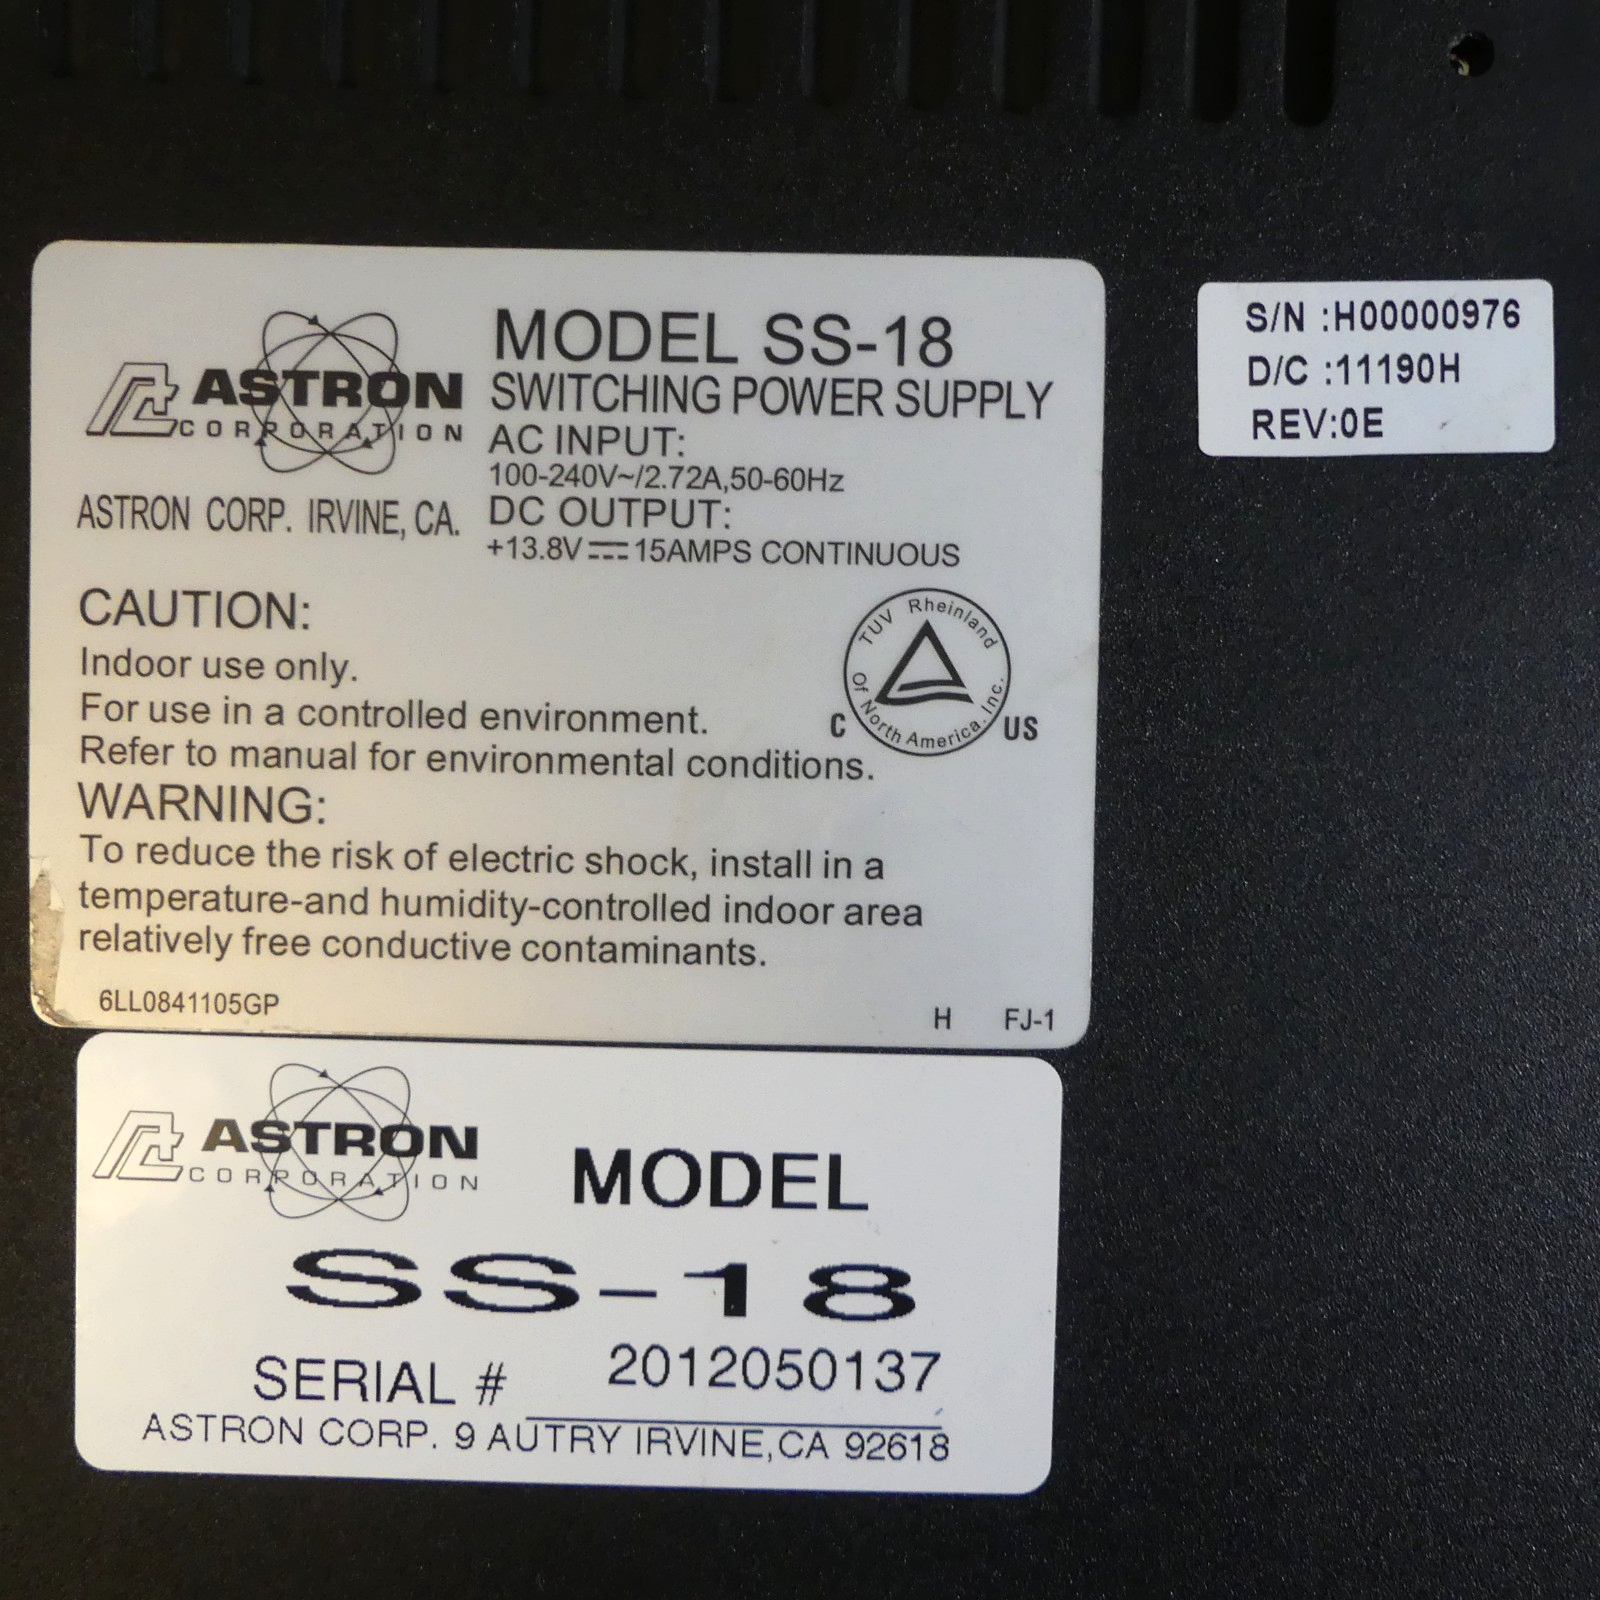 ASTRON
CORPORATION
ASTRON CORP. IRVINE, CA.
MODEL SS-18
SWITCHING POWER SUPPLY
AC INPUT:
100-240V~/2.72A,50-60Hz
DC OUTPUT:
+13.8V⎓15AMPS CONTINUOUS
CAUTION:
Indoor use only.
For use in a controlled environment.
Refer to manual for environmental conditions.
TUV Rheinland
Of North America, Inc.
C US
WARNING:
To reduce the risk of electric shock, install in a
temperature-and humidity-controlled indoor area
relatively free conductive contaminants.
6LL0841105GP H FJ-1
S/N :H00000976
D/C :11190H
REV:0E
ASTRON
CORPORATION
MODEL
SS-18
SERIAL # 2012050137
ASTRON CORP. 9 AUTRY IRVINE,CA 92618